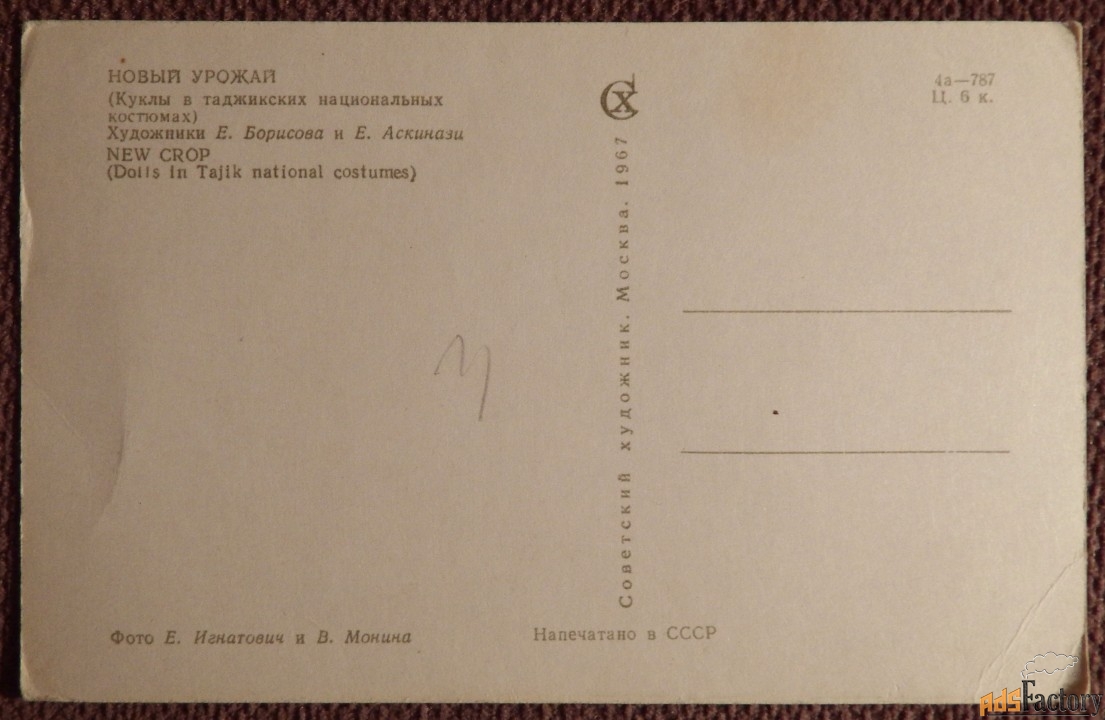 НОВЫЙ УРОЖАЙ
(Куклы в таджикских национальных
костюмах)
Художники Е. Борисова и Е. Аскинази
NEW CROP
(Dolls in Tajik national costumes)
Фото Е. Игнатович и В. Монина
СХ
Советский художник. Москва. 1967
Напечатано в СССР
4а—787
Ц. 6 к.
AdsFactory